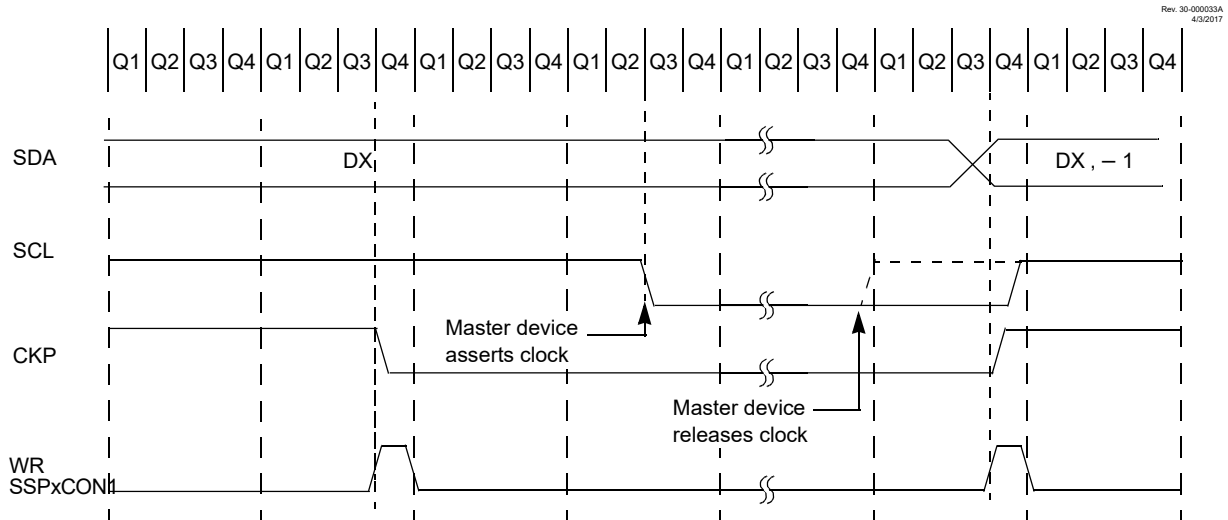 Rev. 30-000033A
4/3/2017
Q1 Q2 Q3 Q4 Q1 Q2 Q3 Q4 Q1 Q2 Q3 Q4 Q1 Q2 Q3 Q4 Q1 Q2 Q3 Q4 Q1 Q2 Q3 Q4 Q1 Q2 Q3 Q4
SDA
DX
DX , – 1
SCL
Master device
asserts clock
CKP
Master device
releases clock
WR
SSPxCON1